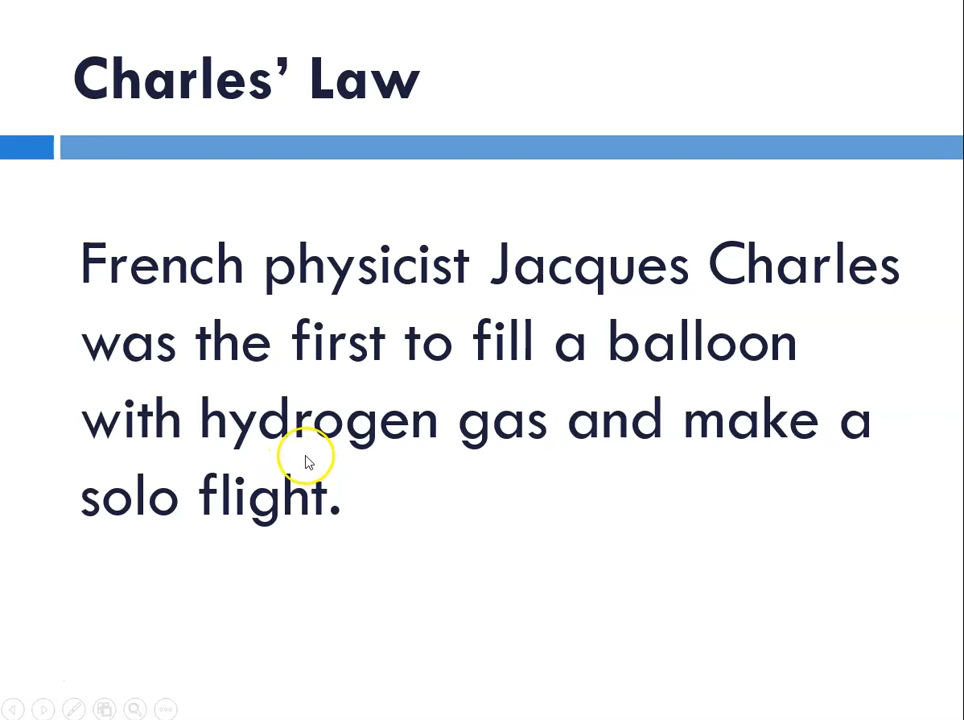 Charles’ Law
French physicist Jacques Charles
was the first to fill a balloon
with hydrogen gas and make a
solo flight.